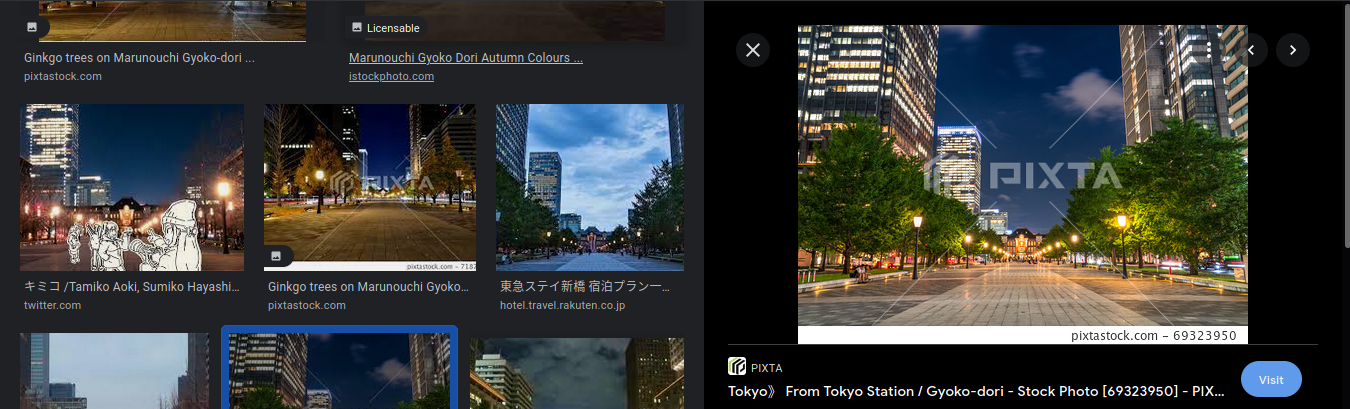 Licensable
Ginkgo trees on Marunouchi Gyoko-dori ...
pixtastock.com
Marunouchi Gyoko Dori Autumn Colours ...
istockphoto.com
PIXTA
pixtastock.com – 7187
キミコ /Tamiko Aoki, Sumiko Hayashi...
twitter.com
Ginkgo trees on Marunouchi Gyoko...
pixtastock.com
東急ステイ新橋 宿泊プラン一...
hotel.travel.rakuten.co.jp
PIXTA
pixtastock.com – 69323950
PIXTA
Tokyo》 From Tokyo Station / Gyoko-dori - Stock Photo [69323950] - PIX...
Visit